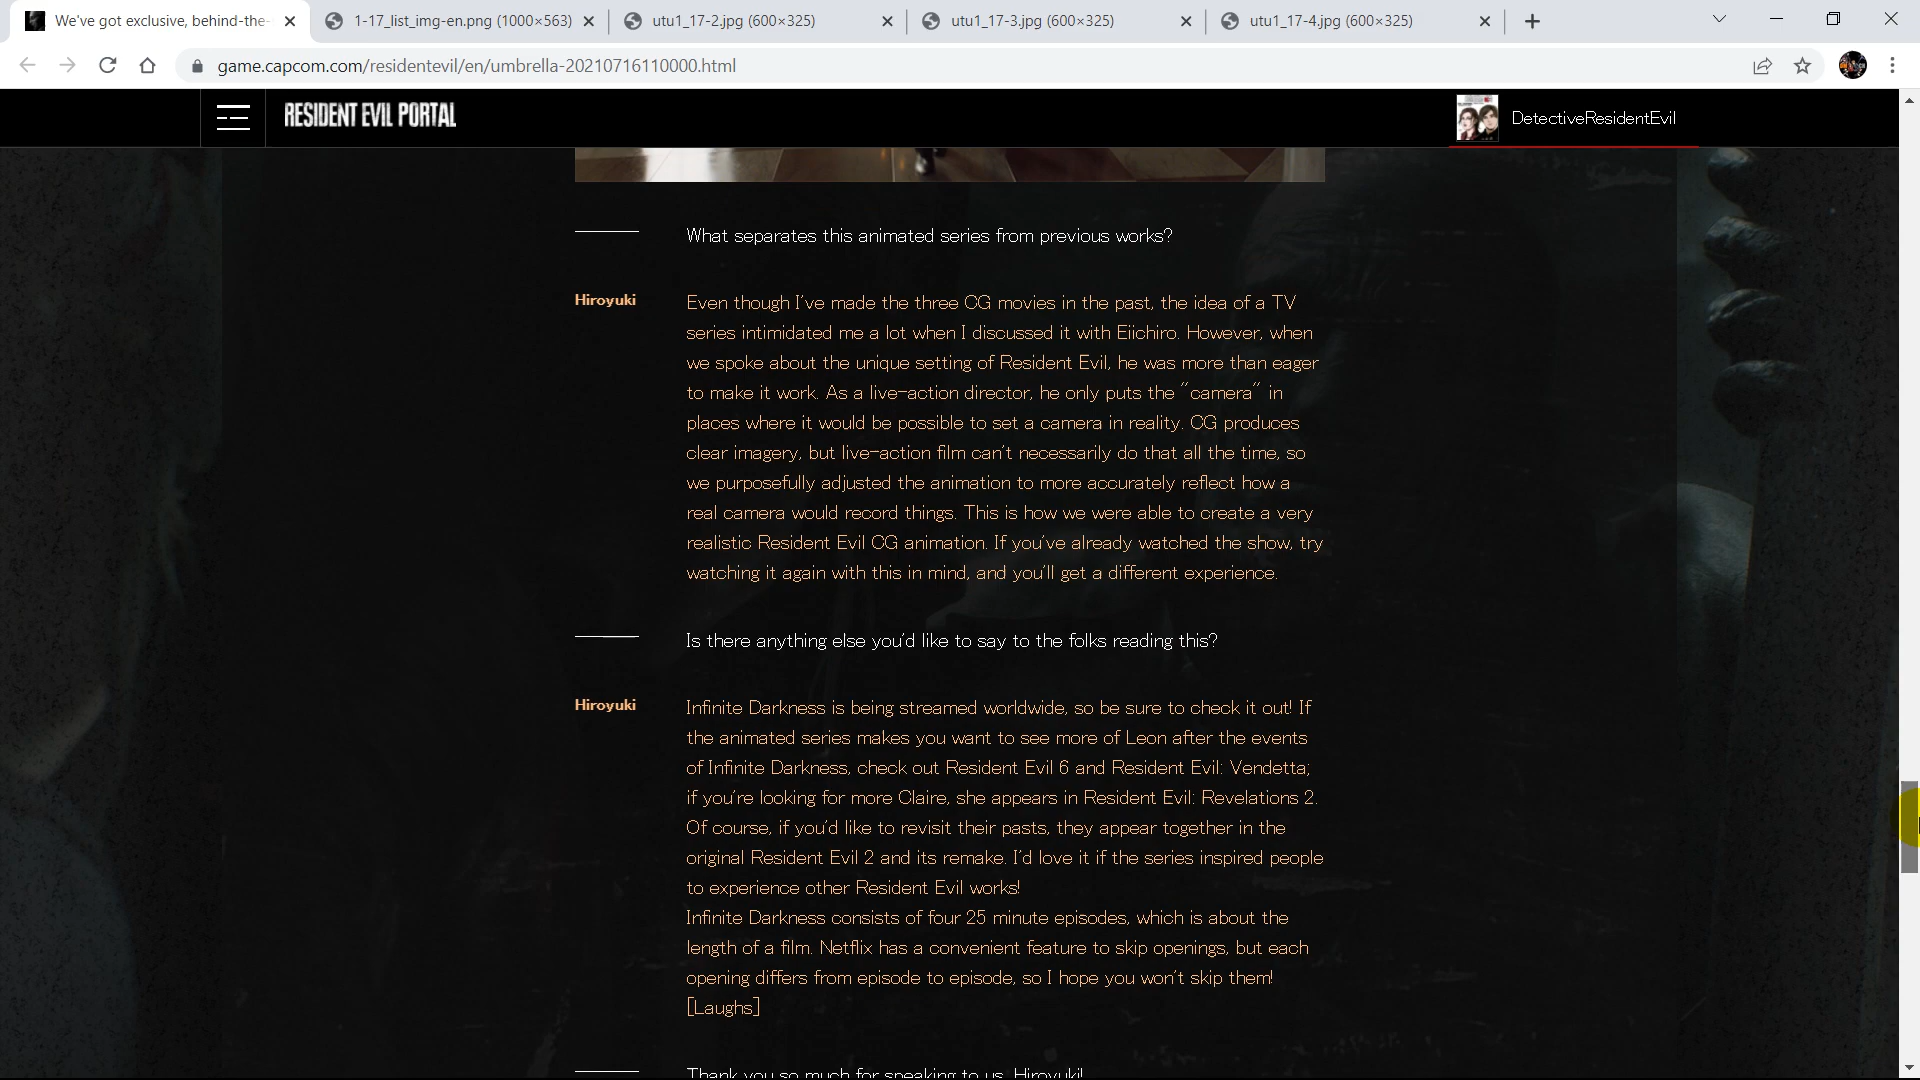 We've got exclusive, behind-the-
1-17_list_img-en.png (1000×563)
utu1_17-2.jpg (600×325)
utu1_17-3.jpg (600×325)
utu1_17-4.jpg (600×325)
game.capcom.com/residentevil/en/umbrella-20210716110000.html
RESIDENT EVIL PORTAL
DetectiveResidentEvil
What separates this animated series from previous works?
Hiroyuki
Even though I've made the three CG movies in the past, the idea of a TV
series intimidated me a lot when I discussed it with Eiichiro. However, when
we spoke about the unique setting of Resident Evil, he was more than eager
to make it work. As a live-action director, he only puts the "camera" in
places where it would be possible to set a camera in reality. CG produces
clear imagery, but live-action film can't necessarily do that all the time, so
we purposefully adjusted the animation to more accurately reflect how a
real camera would record things. This is how we were able to create a very
realistic Resident Evil CG animation. If you've already watched the show, try
watching it again with this in mind, and you'll get a different experience.
Is there anything else you'd like to say to the folks reading this?
Hiroyuki
Infinite Darkness is being streamed worldwide, so be sure to check it out! If
the animated series makes you want to see more of Leon after the events
of Infinite Darkness, check out Resident Evil 6 and Resident Evil: Vendetta;
if you're looking for more Claire, she appears in Resident Evil: Revelations 2.
Of course, if you'd like to revisit their pasts, they appear together in the
original Resident Evil 2 and its remake. I'd love it if the series inspired people
to experience other Resident Evil works!
Infinite Darkness consists of four 25 minute episodes, which is about the
length of a film. Netflix has a convenient feature to skip openings, but each
opening differs from episode to episode, so I hope you won't skip them!
[Laughs]
Thank you so much for speaking to us, Hiroyuki!